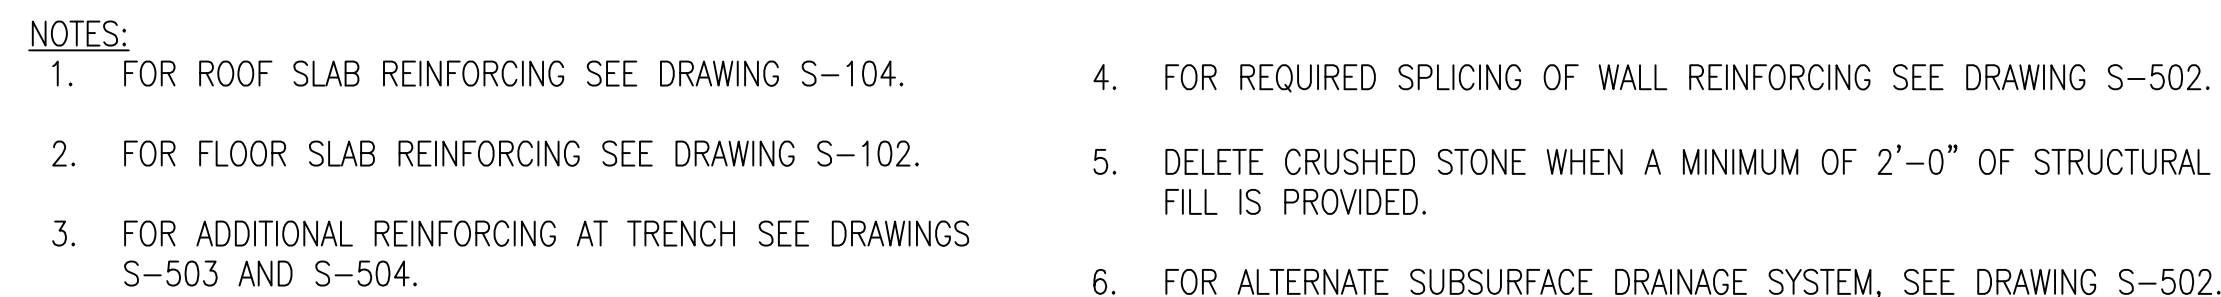 NOTES:
1. FOR ROOF SLAB REINFORCING SEE DRAWING S-104.
2. FOR FLOOR SLAB REINFORCING SEE DRAWING S-102.
3. FOR ADDITIONAL REINFORCING AT TRENCH SEE DRAWINGS
S-503 AND S-504.
4. FOR REQUIRED SPLICING OF WALL REINFORCING SEE DRAWING S-502.
5. DELETE CRUSHED STONE WHEN A MINIMUM OF 2'-0" OF STRUCTURAL
FILL IS PROVIDED.
6. FOR ALTERNATE SUBSURFACE DRAINAGE SYSTEM, SEE DRAWING S-502.